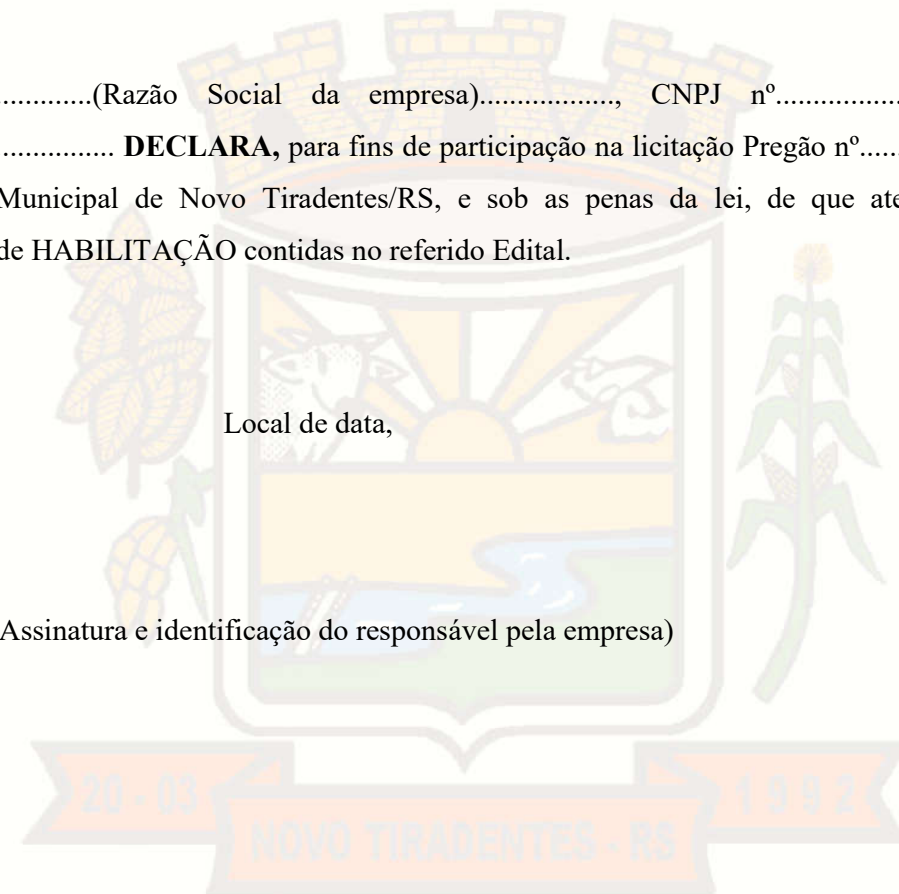 .............(Razão Social da empresa).................., CNPJ nº.................
............... DECLARA, para fins de participação na licitação Pregão nº......
Municipal de Novo Tiradentes/RS, e sob as penas da lei, de que ate
de HABILITAÇÃO contidas no referido Edital.
Local de data,
Assinatura e identificação do responsável pela empresa)
20 - 03
1992
NOVO TIRADENTES - RS